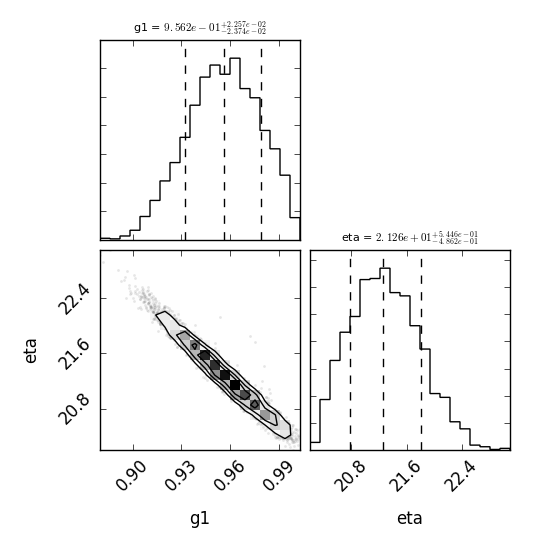 g1 = 9.562e−01+2.257e−02−2.374e−02
eta = 2.126e+01+5.446e−01−4.862e−01
eta
22.4
21.6
20.8
0.90 0.93 0.96 0.99
20.8 21.6 22.4
g1 eta